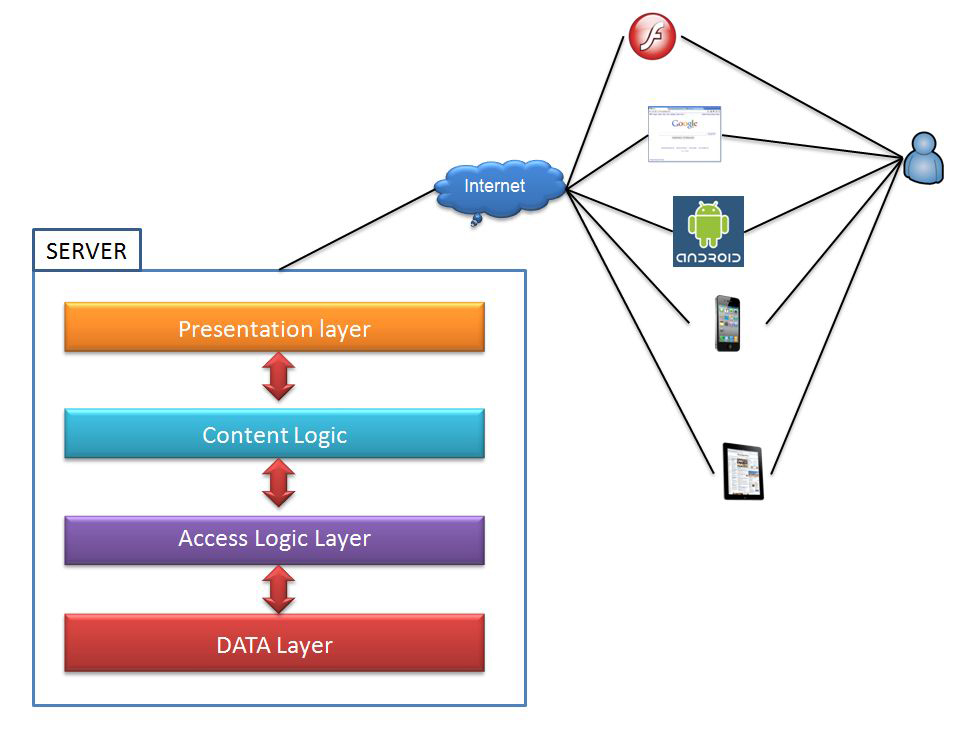 Google
Internet
ANDROID
SERVER
Presentation layer
Content Logic
Access Logic Layer
DATA Layer